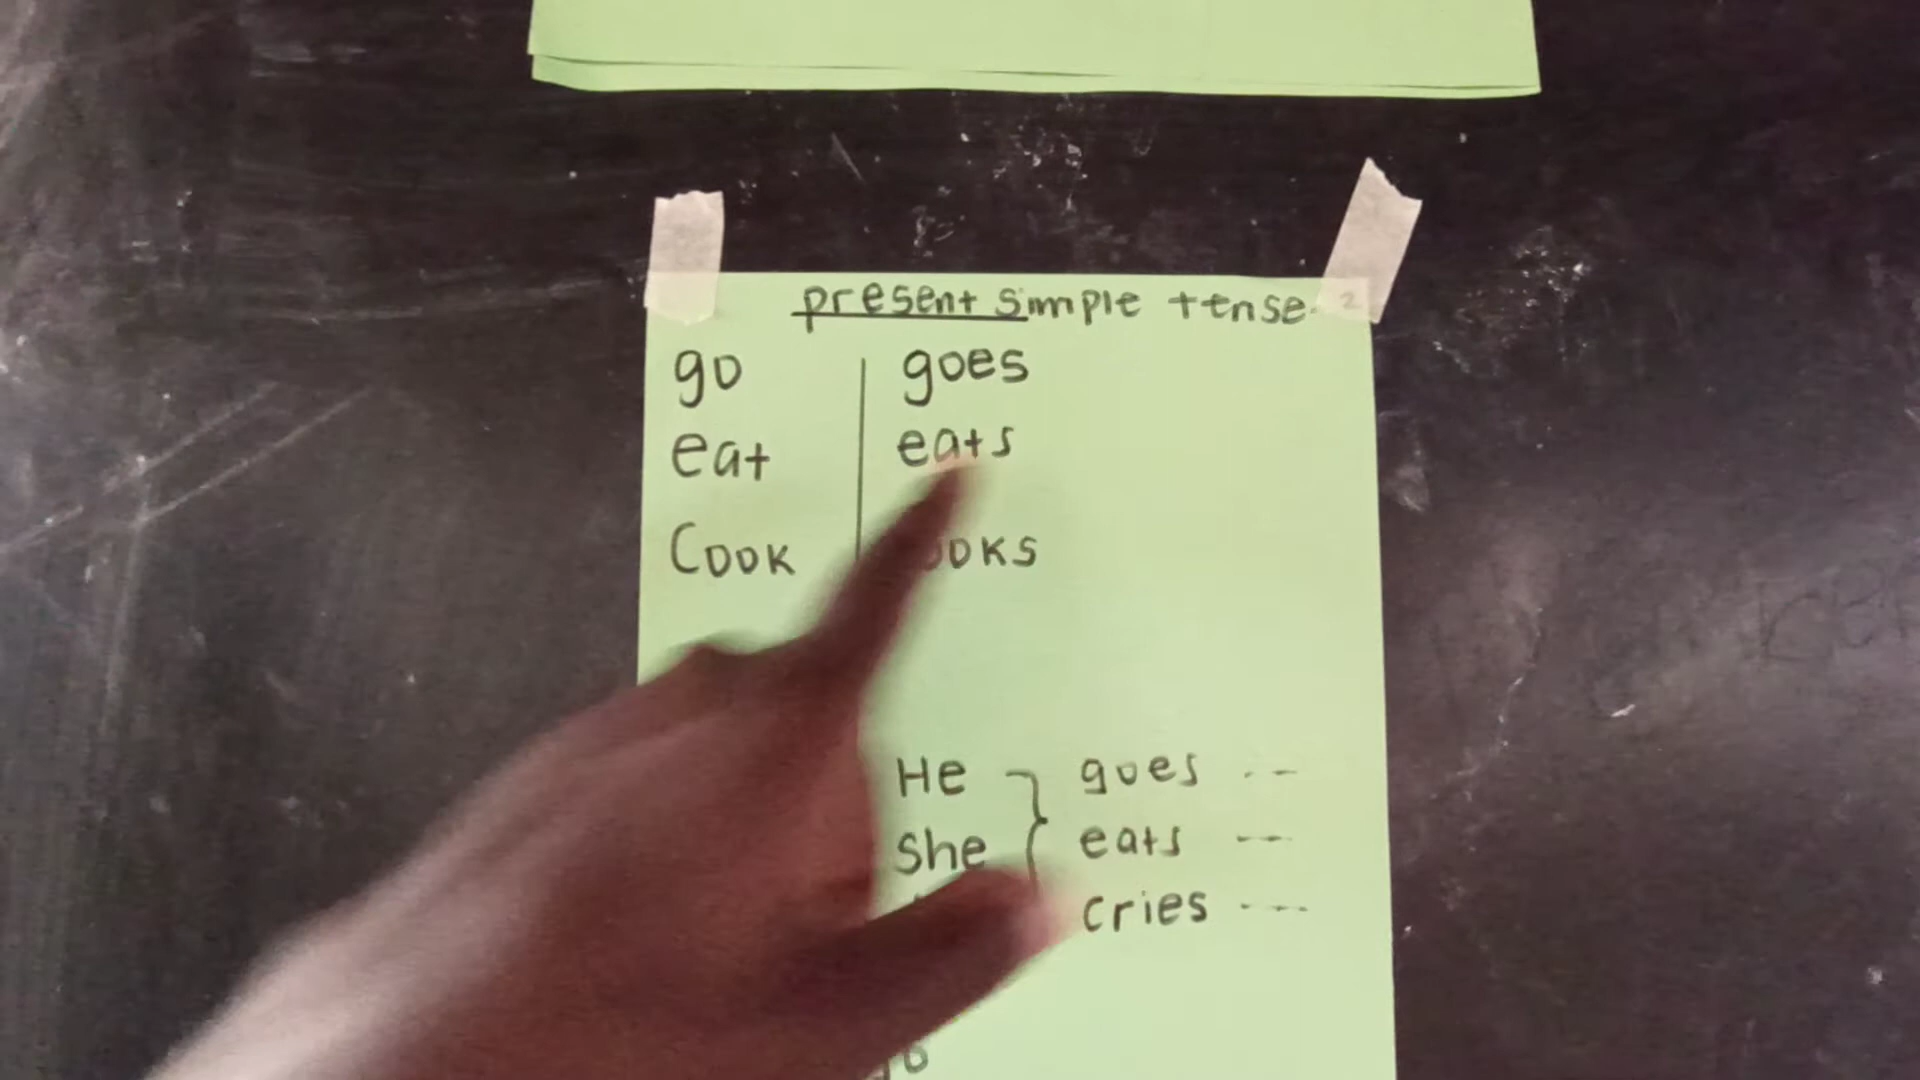 present simple tense
go goes
eat eats
Cook
He goes --
She eats --
cries ---